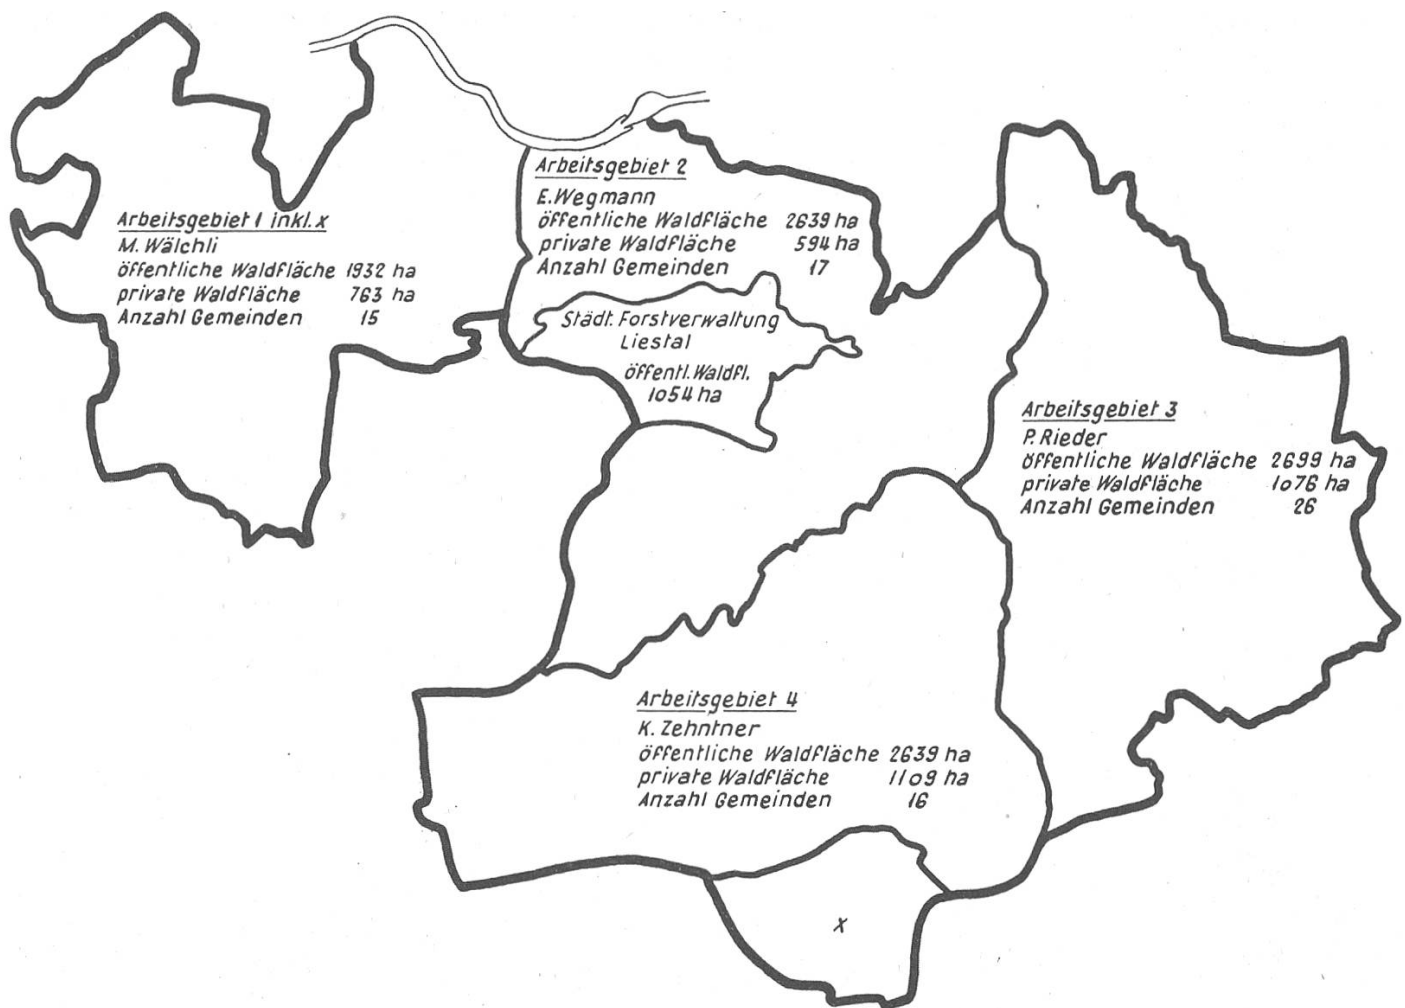 Arbeitsgebiet 2
E. Wegmann
öffentliche Waldfläche 2639 ha
private Waldfläche 594 ha
Anzahl Gemeinden 17
Arbeitsgebiet 1 inkl. x
M. Wälchli
öffentliche Waldfläche 1932 ha
private Waldfläche 763 ha
Anzahl Gemeinden 15
Städt. Forstverwaltung
Liestal
öffentl. Waldfl.
1054 ha
Arbeitsgebiet 3
P. Rieder
öffentliche Waldfläche 2699 ha
private Waldfläche 1076 ha
Anzahl Gemeinden 26
Arbeitsgebiet 4
K. Zehntner
öffentliche Waldfläche 2639 ha
private Waldfläche 1109 ha
Anzahl Gemeinden 16
x